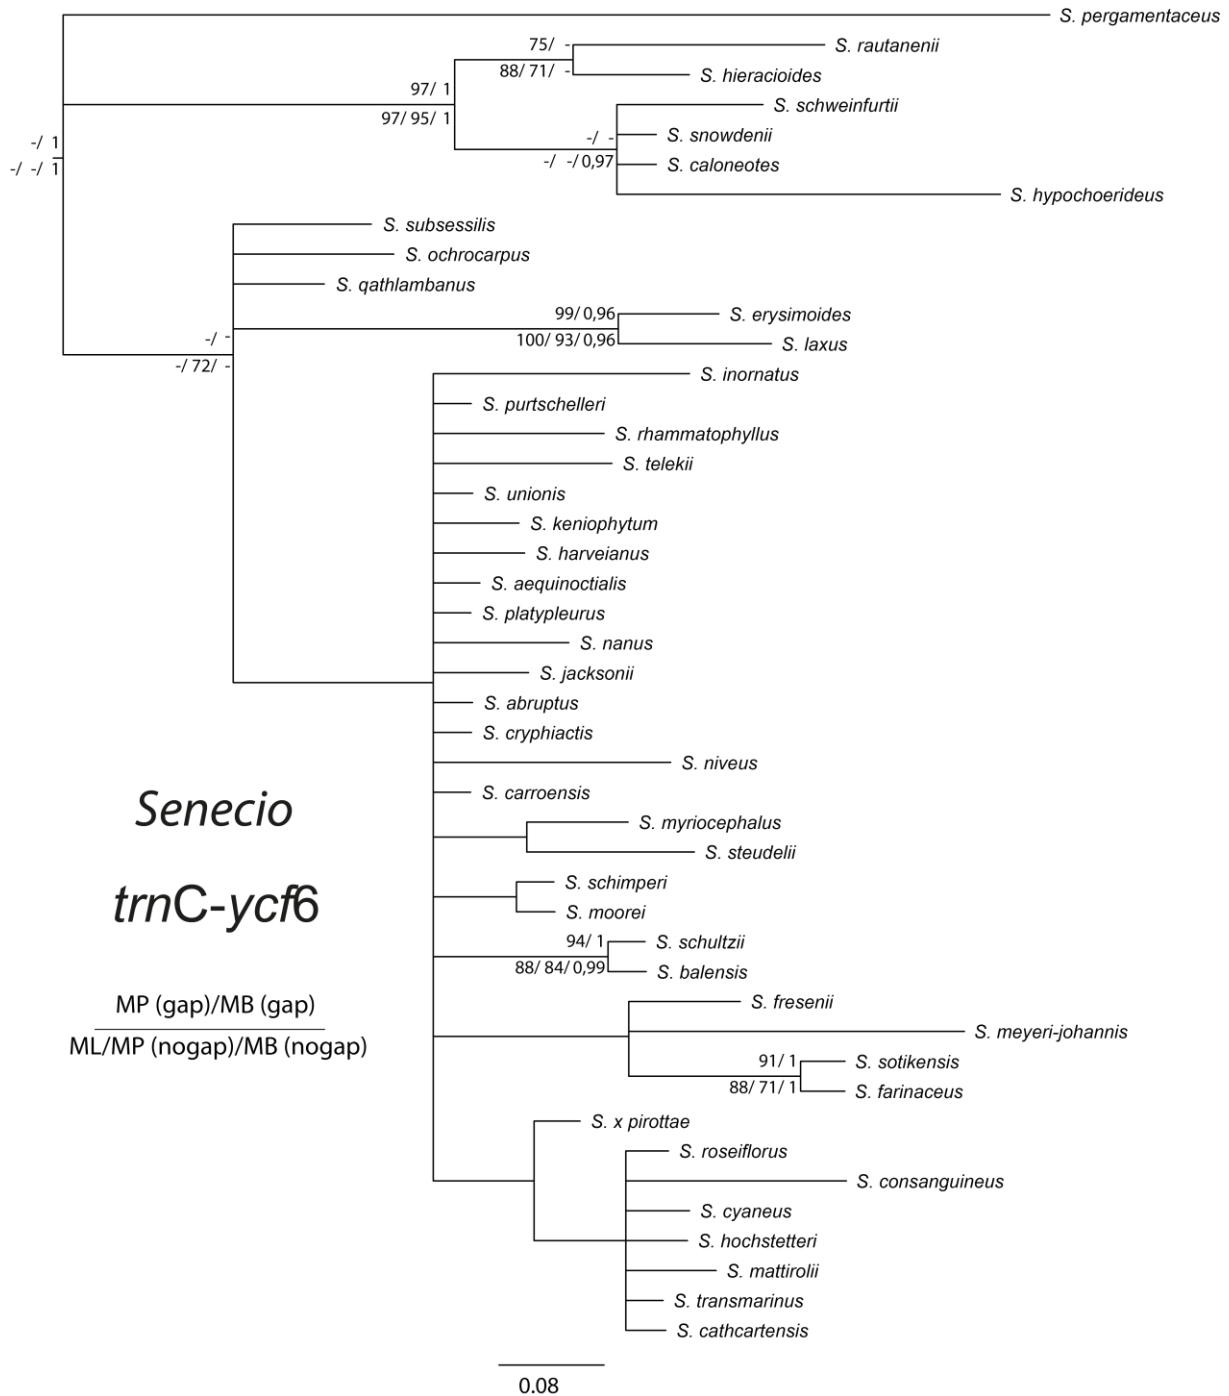 S. pergamentaceus
75/ -
S. rautanenii
88/ 71/ -
S. hieracioides
97/ 1
S. schweinfurtii
97/ 95/ 1
-/ -
S. snowdenii
-/ 1
-/ -/ 0,97
S. caloneotes
-/ -/ 1
S. hypochoerideus
S. subsessilis
S. ochrocarpus
S. qathlambanus
99/ 0,96
S. erysimoides
-/ -
100/ 93/ 0,96
S. laxus
-/ 72/ -
S. inornatus
S. purtschelleri
S. rhammatophyllus
S. telekii
S. unionis
S. keniophytum
S. harveianus
S. aequinoctialis
S. platypleurus
S. nanus
S. jacksonii
S. abruptus
S. cryphiactis
S. niveus
S. carroensis
Senecio
S. myriocephalus
S. steudelii
S. schimperi
trnC-ycf6
S. moorei
94/ 1
S. schultzii
88/ 84/ 0,99
S. balensis
MP (gap)/MB (gap)
S. fresenii
ML/MP (nogap)/MB (nogap)
S. meyeri-johannis
91/ 1
S. sotikensis
88/ 71/ 1
S. farinaceus
S. x pirottae
S. roseiflorus
S. consanguineus
S. cyaneus
S. hochstetteri
S. mattirolii
S. transmarinus
S. cathcartensis
0.08